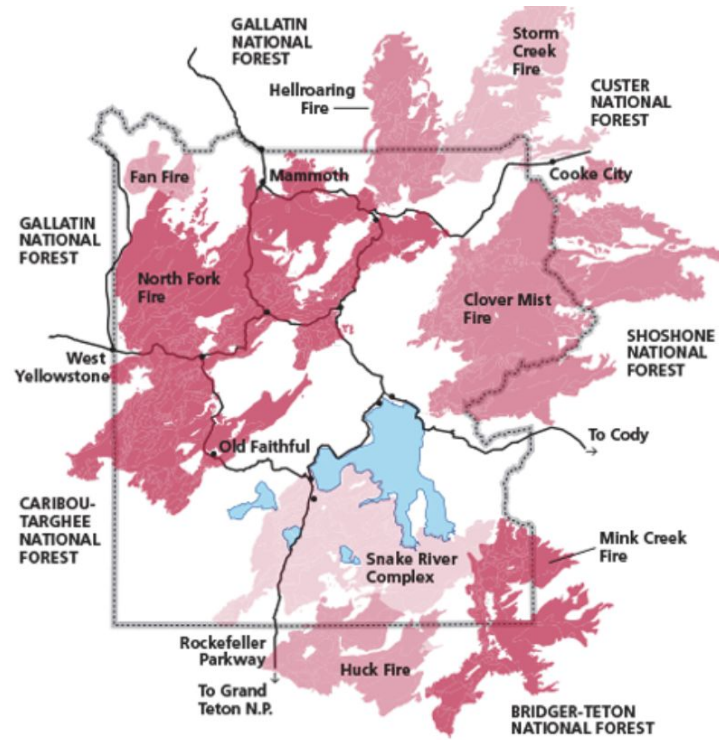 GALLATIN
NATIONAL
FOREST
Storm
Creek
Fire
Hellroaring
Fire
CUSTER
NATIONAL
FOREST
Fan Fire
Mammoth
Cooke City
GALLATIN
NATIONAL
FOREST
North Fork
Fire
Clover Mist
Fire
SHOSHONE
NATIONAL
FOREST
West
Yellowstone
To Cody
Old Faithful
CARIBOU-
TARGHEE
NATIONAL
FOREST
Mink Creek
Fire
Snake River
Complex
Rockefeller
Parkway
Huck Fire
To Grand
Teton N.P.
BRIDGER-TETON
NATIONAL FOREST